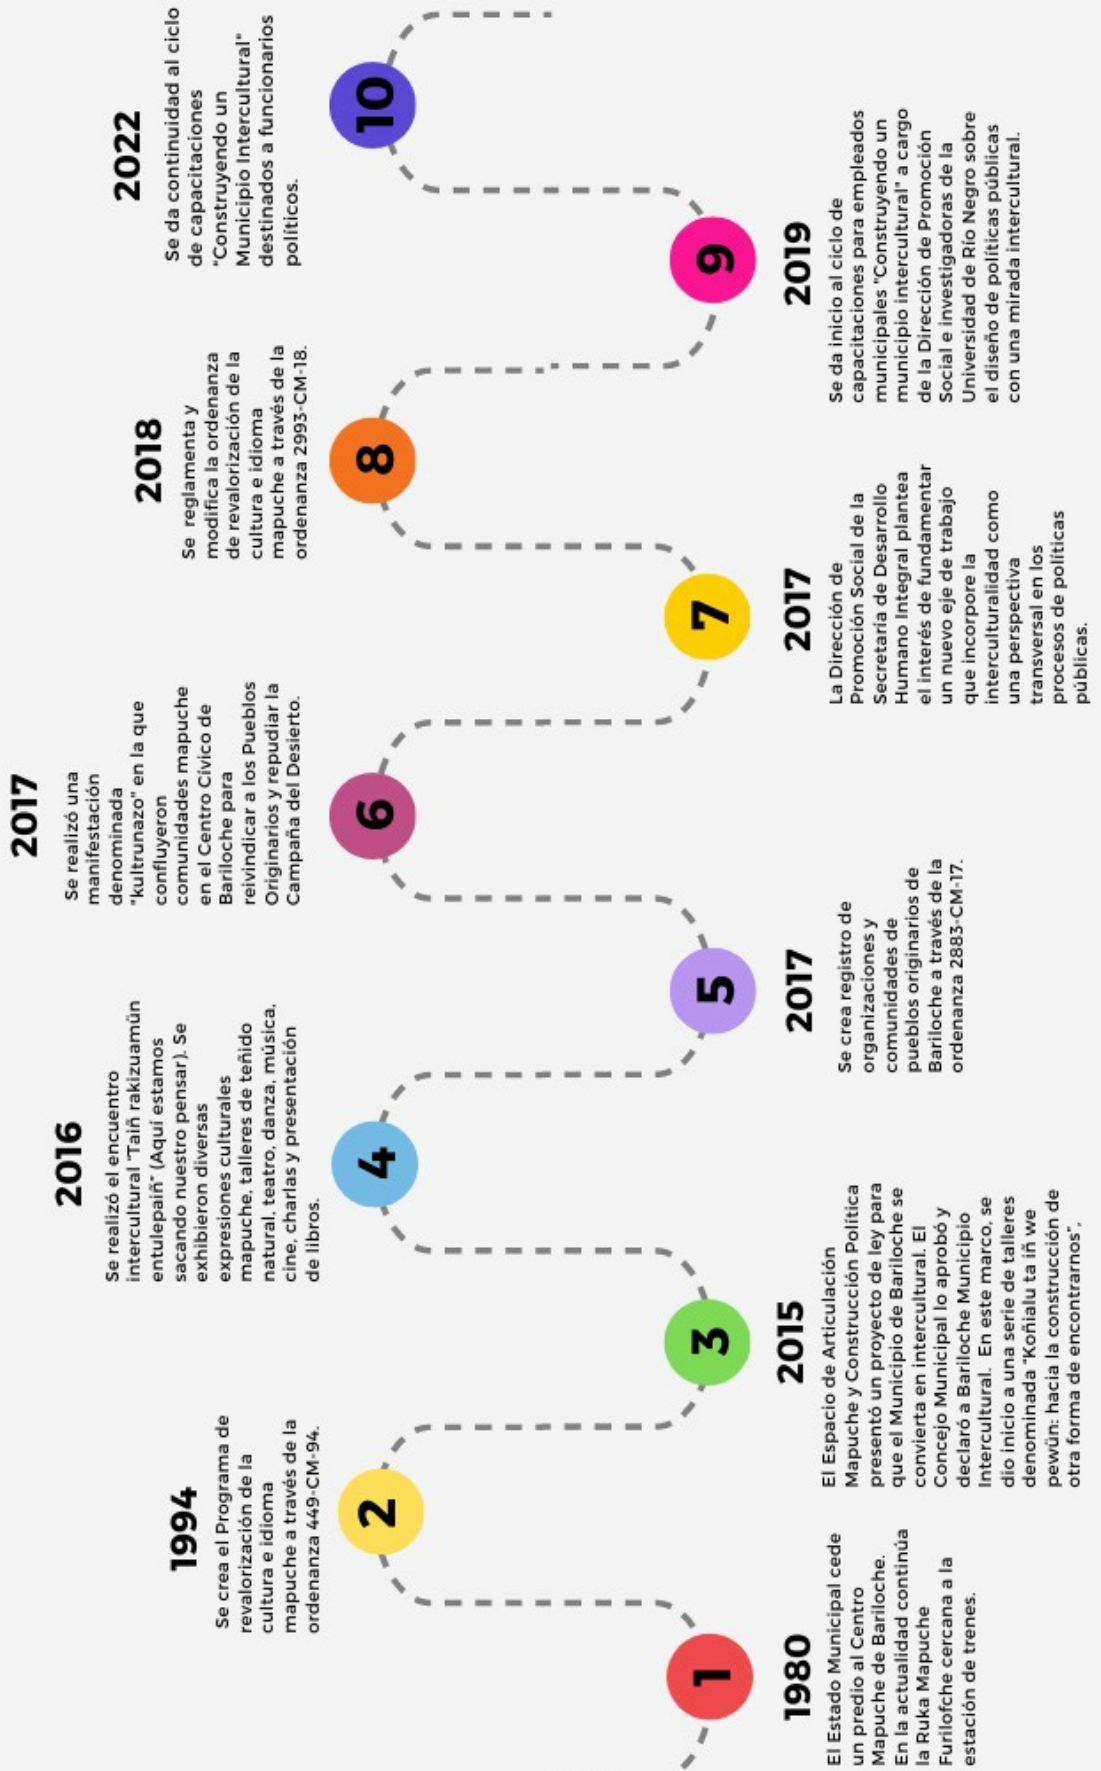 1
1980
El Estado Municipal cede
un predio al Centro
Mapuche de Bariloche.
En la actualidad continúa
la Ruka Mapuche
Furilofche cercana a la
estación de trenes.
1994
Se crea el Programa de
revalorización de la
cultura e idioma
mapuche a través de la
ordenanza 449-CM-94.
2
3
2015
El Espacio de Articulación
Mapuche y Construcción Política
presentó un proyecto de ley para
que el Municipio de Bariloche se
convierta en intercultural. El
Concejo Municipal lo aprobó y
declaró a Bariloche Municipio
Intercultural. En este marco, se
dio inicio a una serie de talleres
denominada "Koñialu ta iñ we
pewün: hacia la construcción de
otra forma de encontrarnos".
2016
Se realizó el encuentro
intercultural "Taiñ rakizuamün
entulepaiñ" (Aquí estamos
sacando nuestro pensar). Se
exhibieron diversas
expresiones culturales
mapuche, talleres de teñido
natural, teatro, danza, música,
cine, charlas y presentación
de libros.
4
5
2017
Se crea registro de
organizaciones y
comunidades de
pueblos originarios de
Bariloche a través de la
ordenanza 2883-CM-17.
2017
Se realizó una
manifestación
denominada
"kultrunazo" en la que
confluyeron
comunidades mapuche
en el Centro Cívico de
Bariloche para
reivindicar a los Pueblos
Originarios y repudiar la
Campaña del Desierto.
6
7
2017
La Dirección de
Promoción Social de la
Secretaría de Desarrollo
Humano Integral plantea
el interés de fundamentar
un nuevo eje de trabajo
que incorpore la
interculturalidad como
una perspectiva
transversal en los
procesos de políticas
públicas.
2018
Se reglamenta y
modifica la ordenanza
de revalorización de la
cultura e idioma
mapuche a través de la
ordenanza 2993-CM-18.
8
9
2019
Se da inicio al ciclo de
capacitaciones para empleados
municipales "Construyendo un
municipio intercultural" a cargo
de la Dirección de Promoción
Social e investigadoras de la
Universidad de Río Negro sobre
el diseño de políticas públicas
con una mirada intercultural.
2022
Se da continuidad al ciclo
de capacitaciones
"Construyendo un
Municipio Intercultural"
destinados a funcionarios
políticos.
10